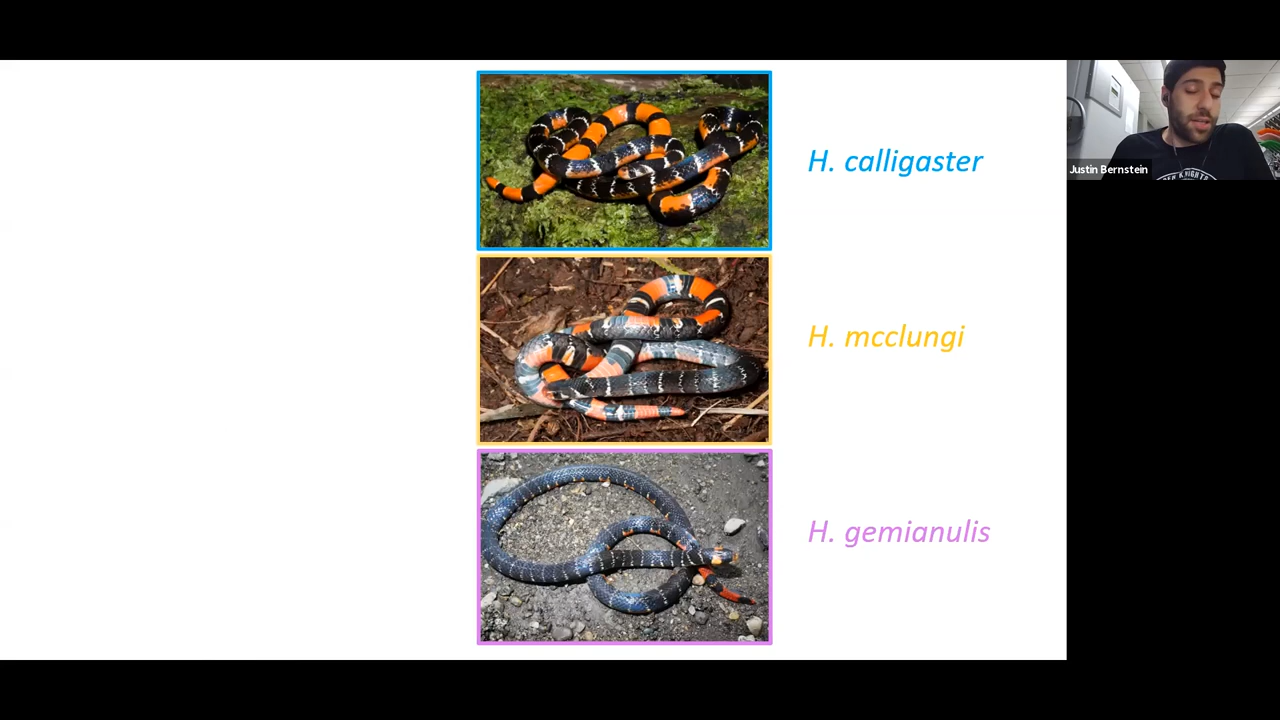 H. calligaster
Justin Bernstein
H. mcclungi
H. gemianulis